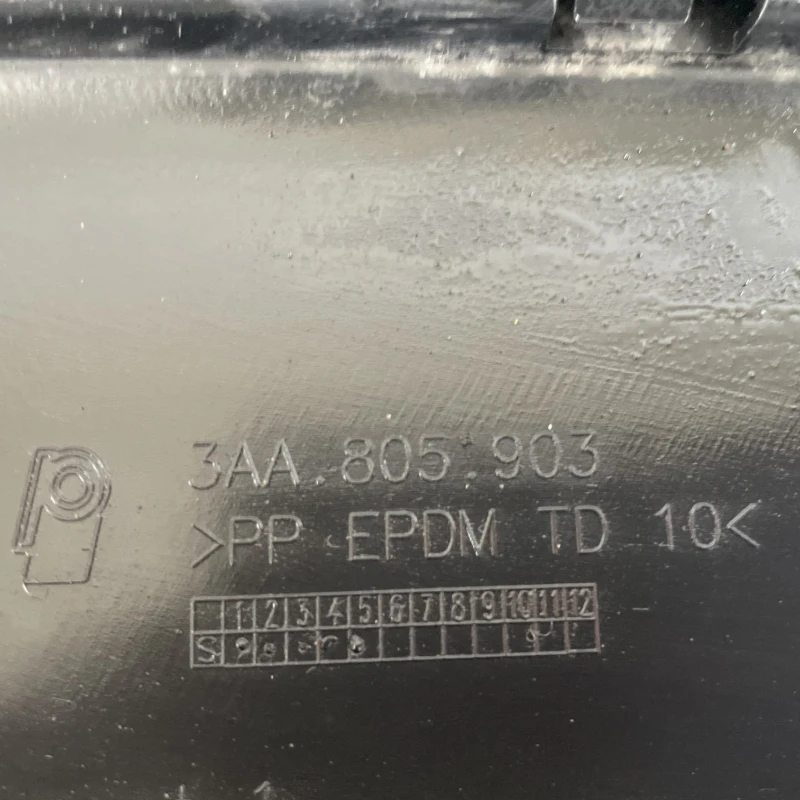 3AA.805.903
>PP EPDM TD 10<
1 2 3 4 5 6 7 8 9 10 11 12
S